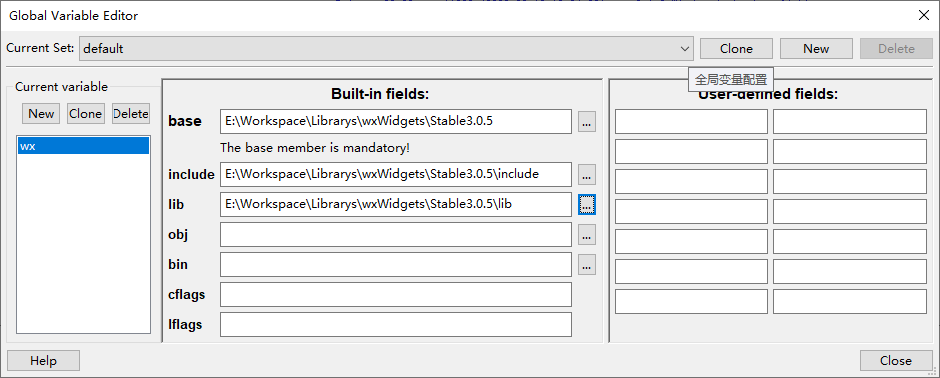 Global Variable Editor
Current Set: default Clone New Delete
全局变量配置
Current variable
New Clone Delete
wx
Built-in fields:
base E:\Workspace\Librarys\wxWidgets\Stable3.0.5 ...
The base member is mandatory!
include E:\Workspace\Librarys\wxWidgets\Stable3.0.5\include ...
lib E:\Workspace\Librarys\wxWidgets\Stable3.0.5\lib ...
obj ...
bin ...
cflags
lflags
User-defined fields:
Help Close